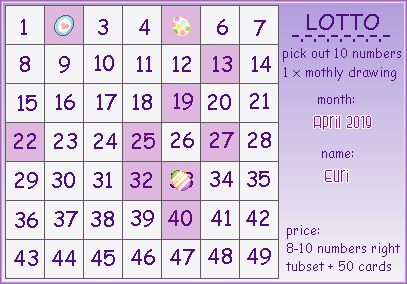 1 3 4 6 7
8 9 10 11 12 13 14
15 16 17 18 19 20 21
22 23 24 25 26 27 28
29 30 31 32 34 35
36 37 38 39 40 41 42
43 44 45 46 47 48 49
LOTTO
pick out 10 numbers
1 x mothly drawing
month:
April 2019
name:
Euri
price:
8-10 numbers right
tubset + 50 cards